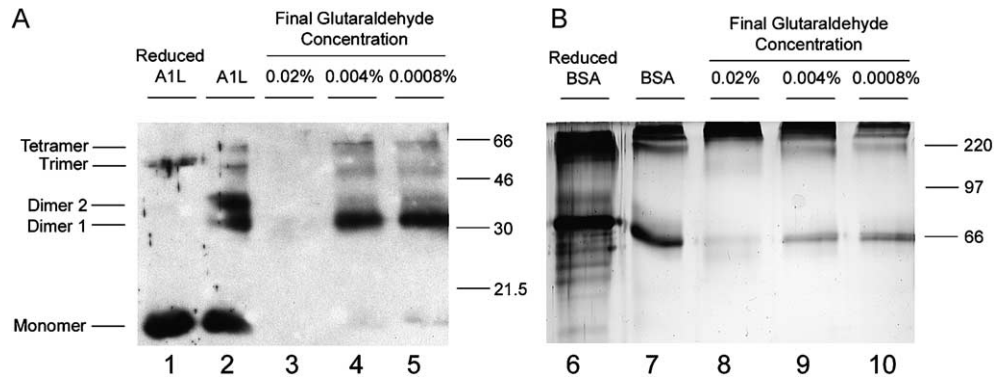 A
Final Glutaraldehyde
Concentration
Reduced
A1L
A1L
0.02%
0.004%
0.0008%
Tetramer
Trimer
Dimer 2
Dimer 1
Monomer
66
46
30
21.5
1
2
3
4
5
B
Final Glutaraldehyde
Concentration
Reduced
BSA
BSA
0.02%
0.004%
0.0008%
220
97
66
6
7
8
9
10